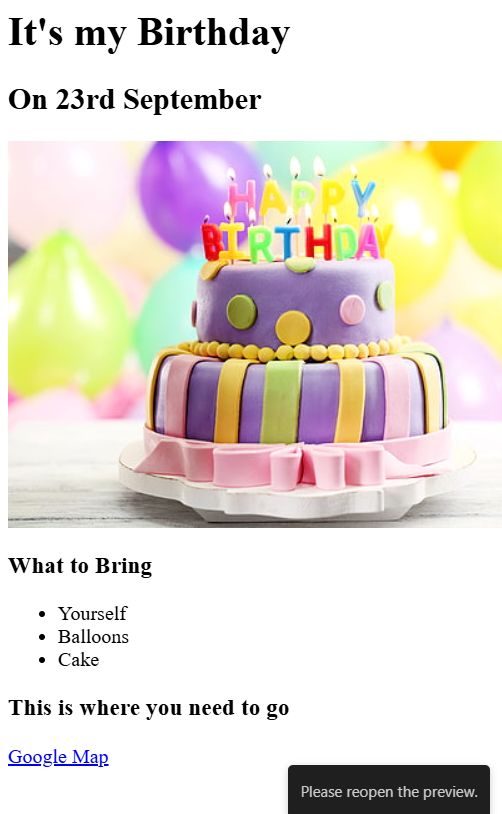 It's my Birthday
On 23rd September
HAPPY
BIRTHDAY
What to Bring
Yourself
Balloons
Cake
This is where you need to go
Google Map
Please reopen the preview.